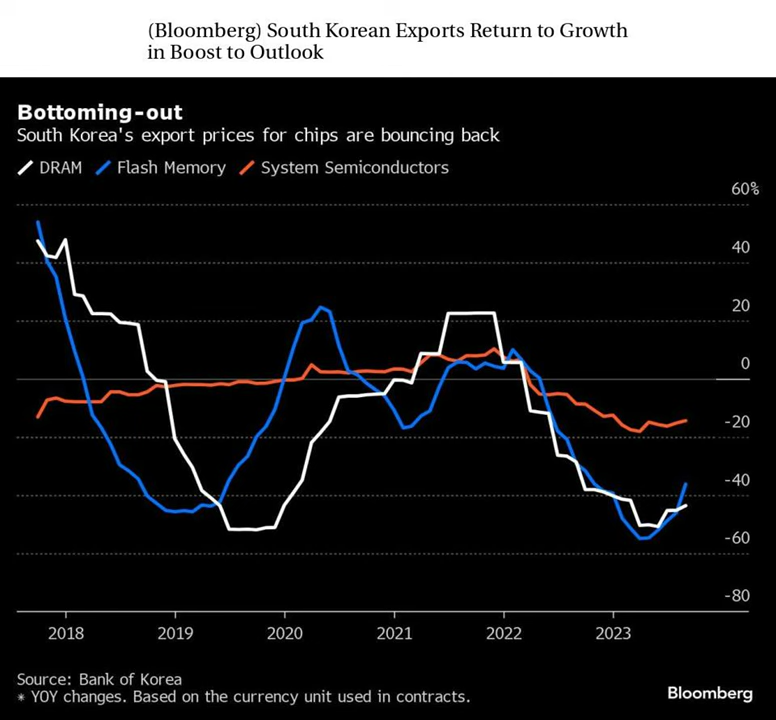 (Bloomberg) South Korean Exports Return to Growth
in Boost to Outlook
Bottoming-out
South Korea's export prices for chips are bouncing back
DRAM Flash Memory System Semiconductors
60%
40
20
0
-20
-40
-60
-80
2018 2019 2020 2021 2022 2023
Source: Bank of Korea
* YOY changes. Based on the currency unit used in contracts.
Bloomberg